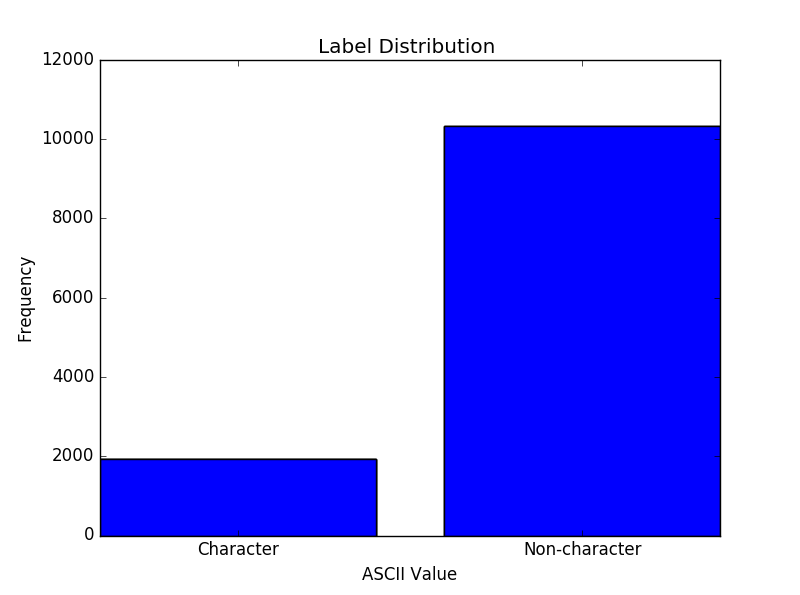 Label Distribution
12000
10000
8000
6000
4000
2000
0
Frequency
Character Non-character
ASCII Value